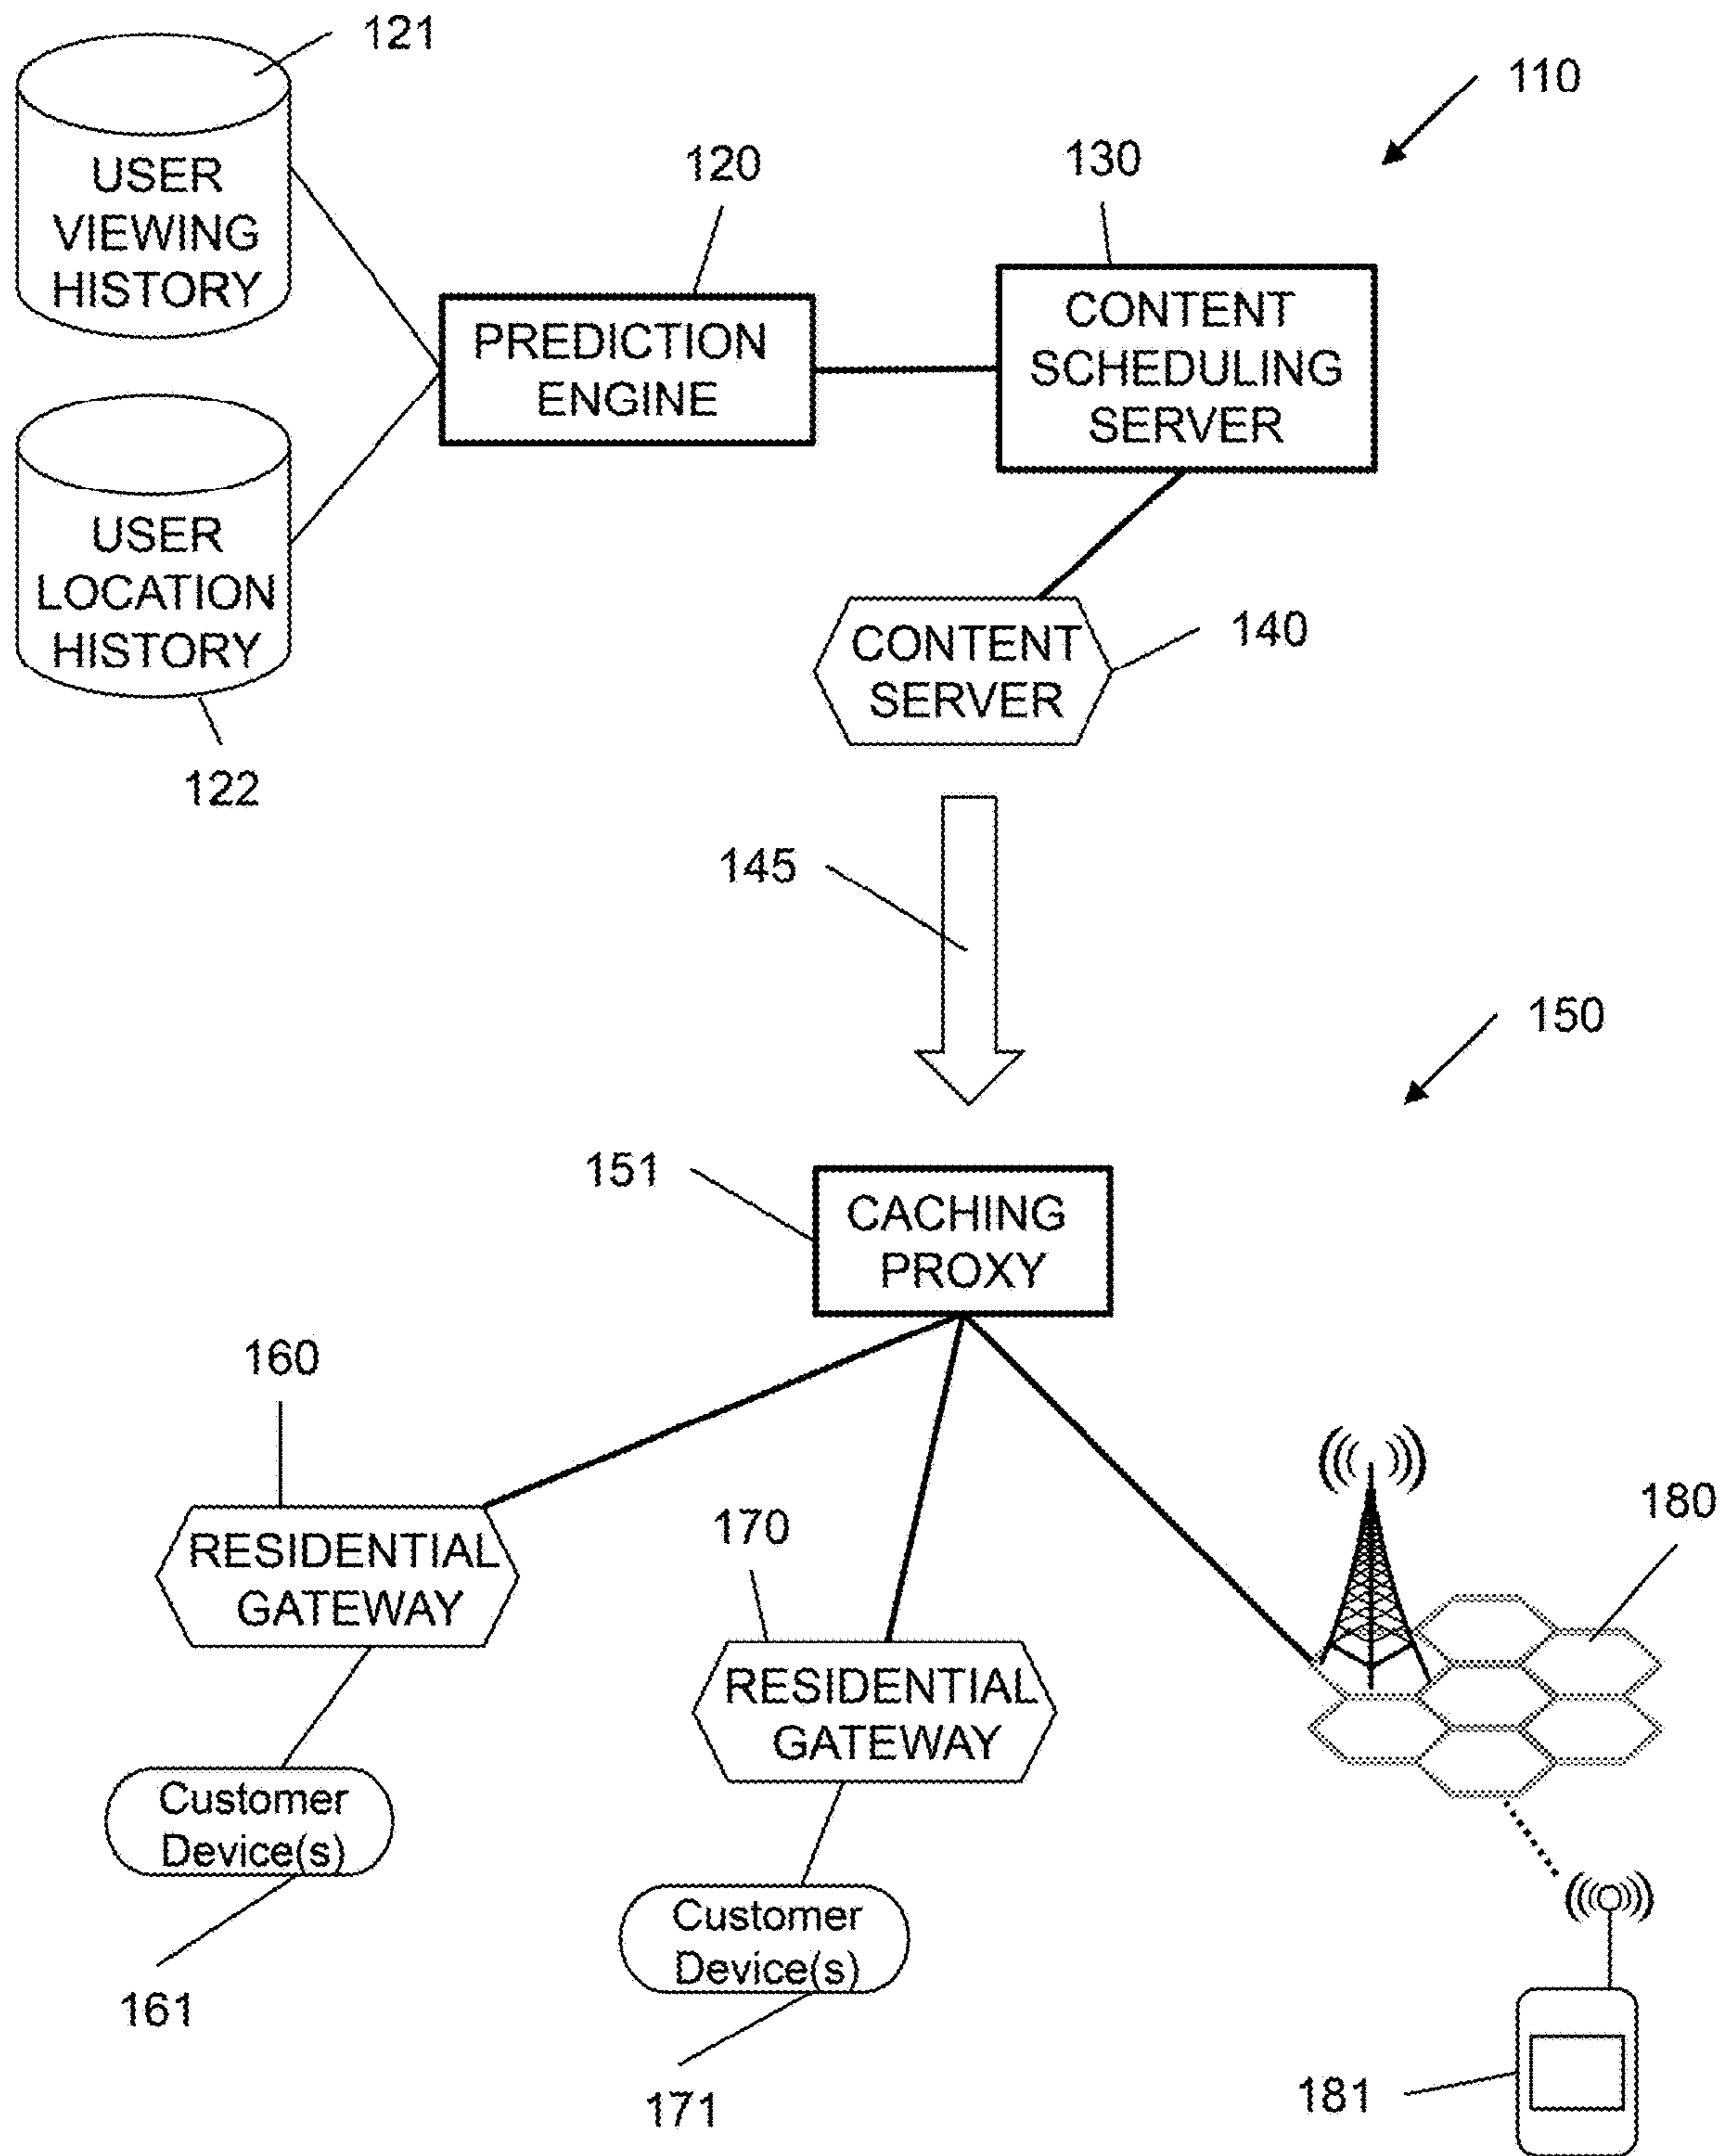 121
110
USER
VIEWING
HISTORY
120
130
PREDICTION
ENGINE
CONTENT
SCHEDULING
SERVER
USER
LOCATION
HISTORY
122
CONTENT
SERVER
140
145
150
151
CACHING
PROXY
160
RESIDENTIAL
GATEWAY
170
RESIDENTIAL
GATEWAY
180
Customer
Device(s)
161
Customer
Device(s)
171
181